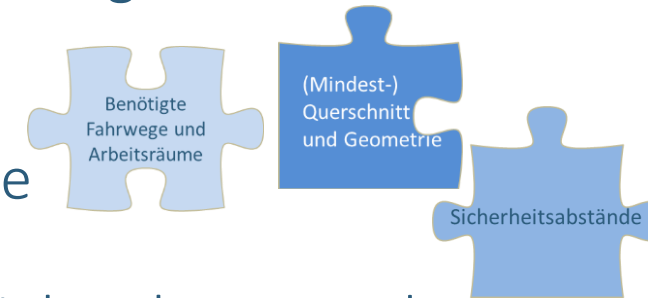 Benötigte
Fahrwege und
Arbeitsräume
(Mindest-)
Querschnitt
und Geometrie
e
Sicherheitsabstände